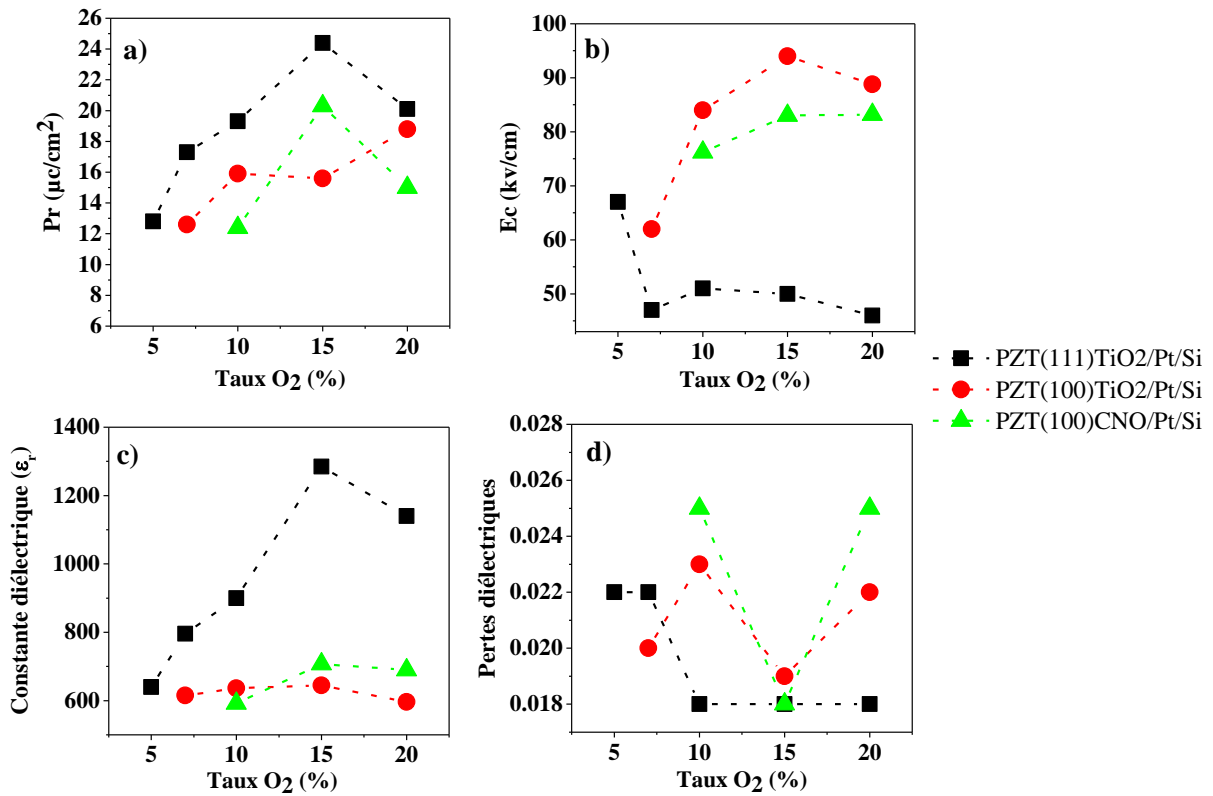 a)
26
24
22
20
18
16
14
12
10
8
6
Pr (µc/cm²)
5 10 15 20
Taux O2 (%)
b)
100
90
80
70
60
50
Ec (kv/cm)
5 10 15 20
Taux O2 (%)
PZT(111)TiO2/Pt/Si
PZT(100)TiO2/Pt/Si
PZT(100)CNO/Pt/Si
c)
1400
1200
1000
800
600
Constante diélectrique (εr)
5 10 15 20
Taux O2 (%)
d)
0.028
0.026
0.024
0.022
0.020
0.018
Pertes diélectriques
5 10 15 20
Taux O2 (%)